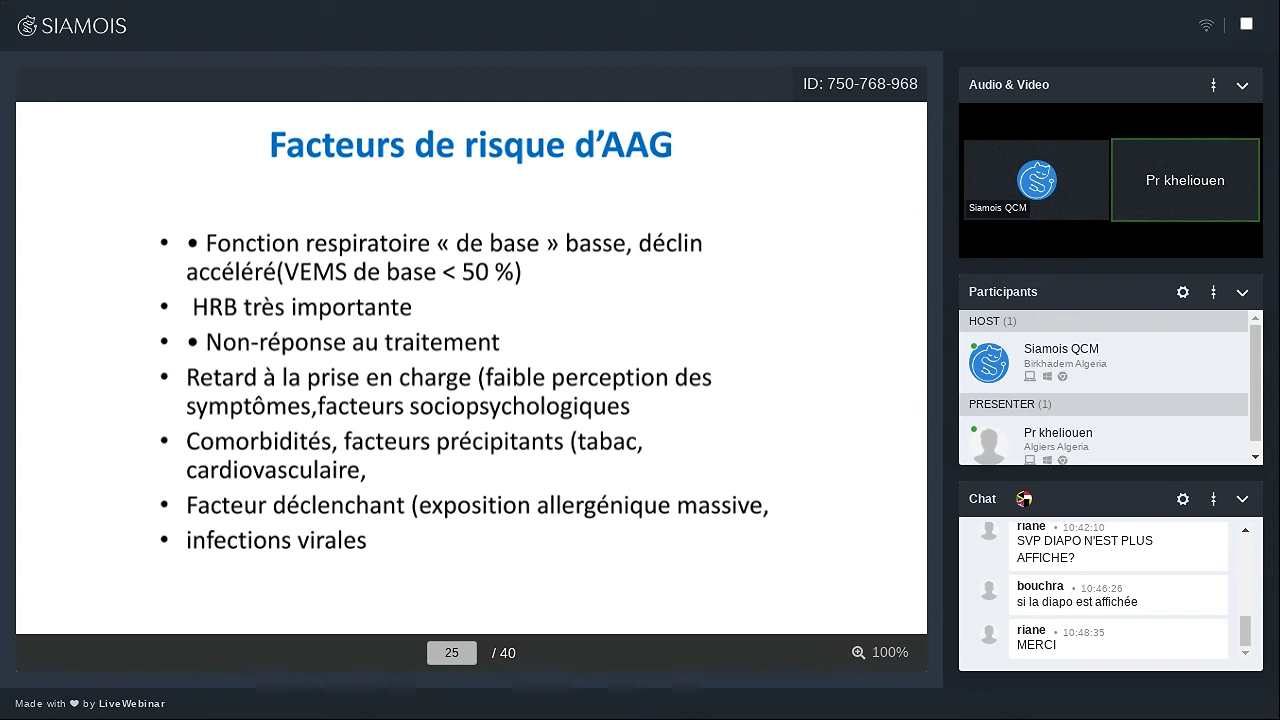 SIAMOIS
ID: 750-768-968
Facteurs de risque d'AAG
• • Fonction respiratoire « de base » basse, déclin
accéléré(VEMS de base < 50 %)
• HRB très importante
• • Non-réponse au traitement
• Retard à la prise en charge (faible perception des
symptômes,facteurs sociopsychologiques
• Comorbidités, facteurs précipitants (tabac,
cardiovasculaire,
• Facteur déclenchant (exposition allergénique massive,
• infections virales
25 / 40
100%
Audio & Video
Siamois QCM
Pr kheliouen
Participants
HOST (1)
Siamois QCM
Birkhadem Algeria
PRESENTER (1)
Pr kheliouen
Algiers Algeria
Chat
riane • 10:42:10
SVP DIAPO N'EST PLUS
AFFICHE?
bouchra • 10:46:26
si la diapo est affichée
riane • 10:48:35
MERCI
Made with ❤ by LiveWebinar